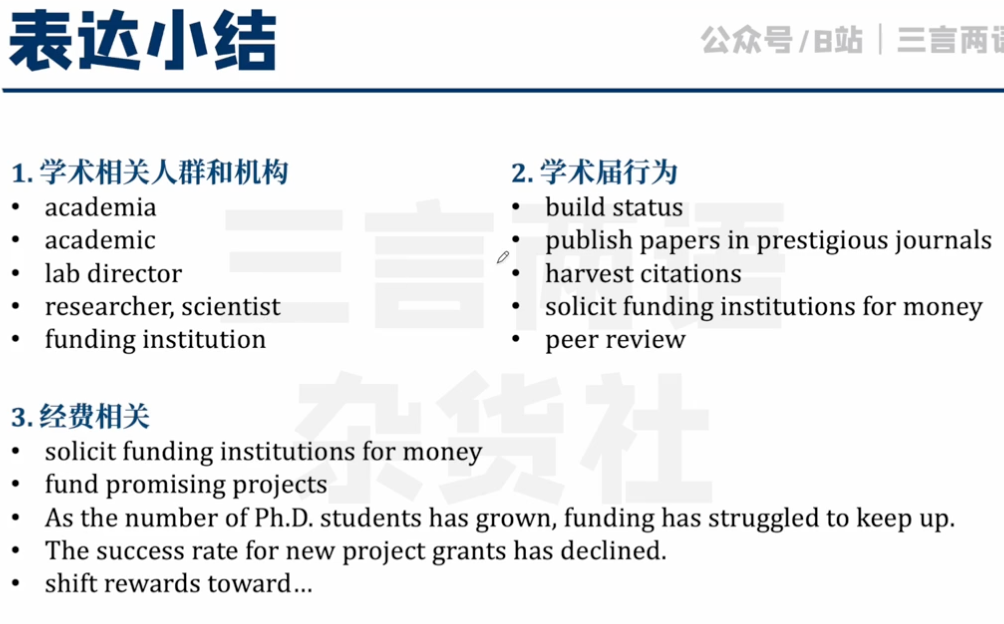 表达小结
公众号/B站｜三言两语
1. 学术相关人群和机构
• academia
• academic
• lab director
• researcher, scientist
• funding institution
2. 学术届行为
• build status
• publish papers in prestigious journals
• harvest citations
• solicit funding institutions for money
• peer review
3. 经费相关
• solicit funding institutions for money
• fund promising projects
• As the number of Ph.D. students has grown, funding has struggled to keep up.
• The success rate for new project grants has declined.
• shift rewards toward…
三言两语
杂货社